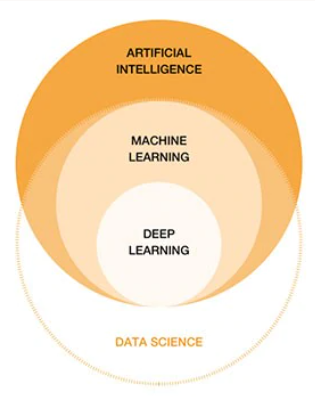 ARTIFICIAL
INTELLIGENCE
MACHINE
LEARNING
DEEP
LEARNING
DATA SCIENCE